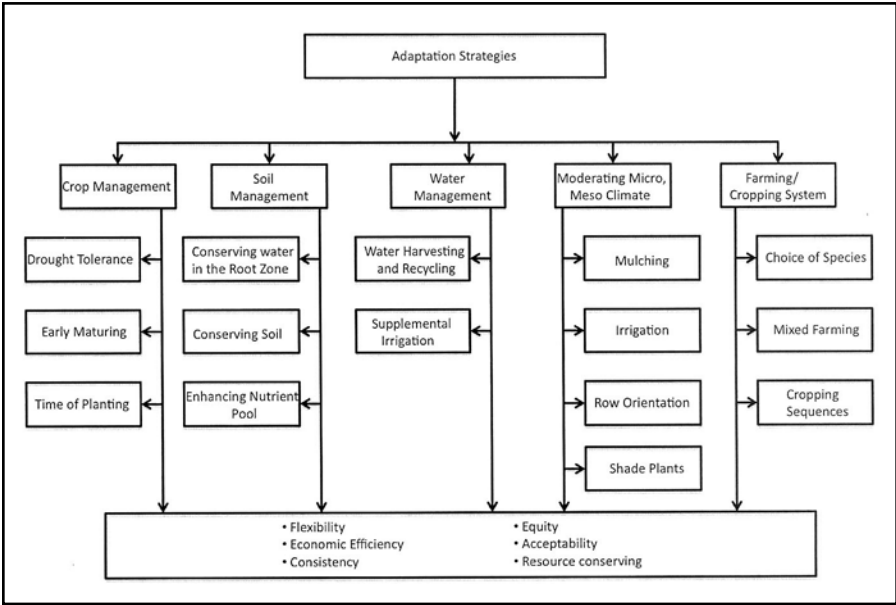 Adaptation Strategies
Crop Management
Soil
Management
Water
Management
Moderating Micro,
Meso Climate
Farming/
Cropping System
Drought Tolerance
Early Maturing
Time of Planting
Conserving water
in the Root Zone
Conserving Soil
Enhancing Nutrient
Pool
Water Harvesting
and Recycling
Supplemental
Irrigation
Mulching
Irrigation
Row Orientation
Shade Plants
Choice of Species
Mixed Farming
Cropping
Sequences
• Flexibility
• Economic Efficiency
• Consistency
• Equity
• Acceptability
• Resource conserving